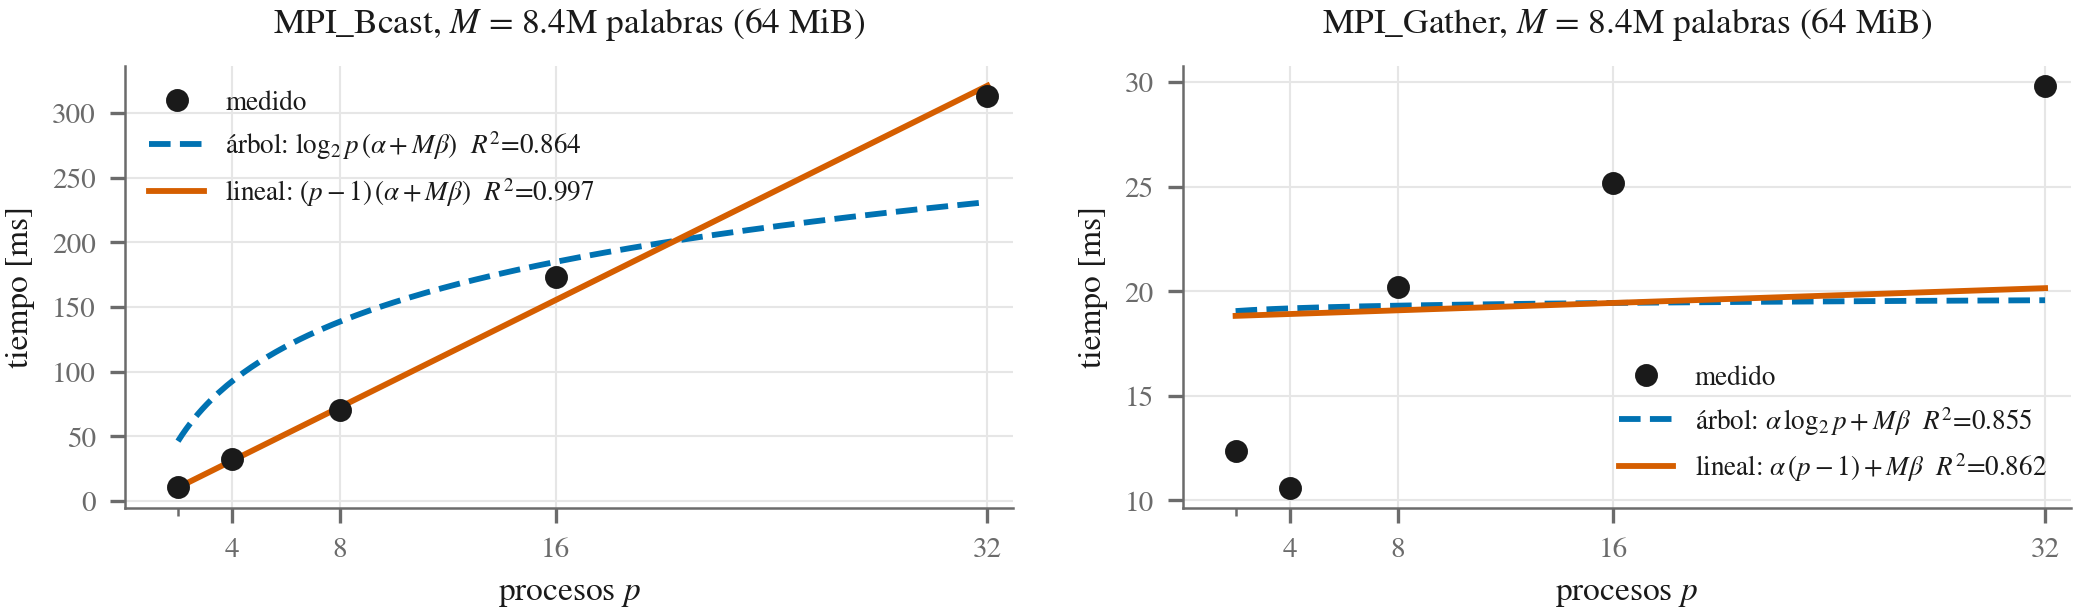 MPI_Bcast, M = 8.4M palabras (64 MiB)
tiempo [ms]
300
250
200
150
100
50
0
medido
árbol: log₂ p (α + Mβ) R²=0.864
lineal: (p − 1) (α + Mβ) R²=0.997
4 8 16 32
procesos p
MPI_Gather, M = 8.4M palabras (64 MiB)
tiempo [ms]
30
25
20
15
10
medido
árbol: α log₂ p + Mβ R²=0.855
lineal: α (p − 1) + Mβ R²=0.862
4 8 16 32
procesos p